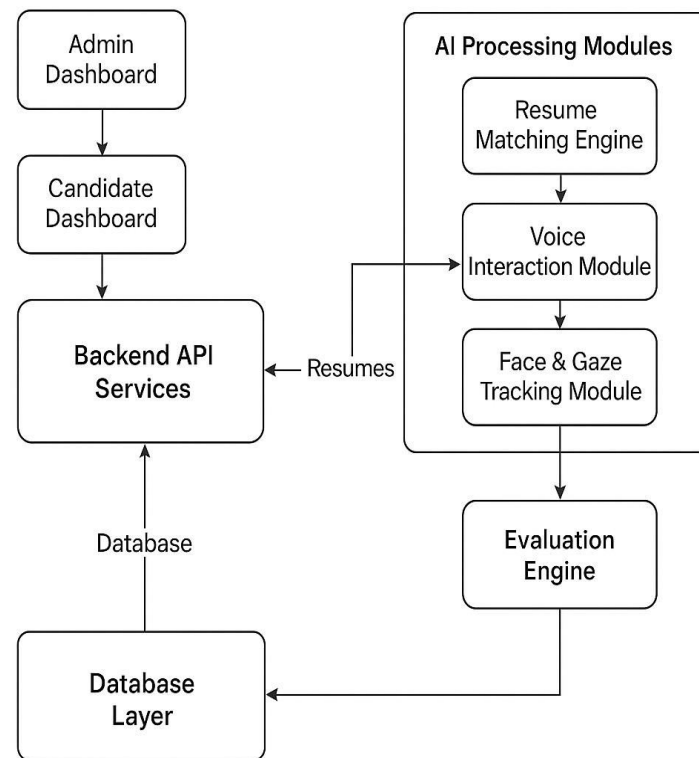 Admin
Dashboard
Candidate
Dashboard
Backend API
Services
Resumes
Database
Database
Layer
AI Processing Modules
Resume
Matching Engine
Voice
Interaction Module
Face & Gaze
Tracking Module
Evaluation
Engine